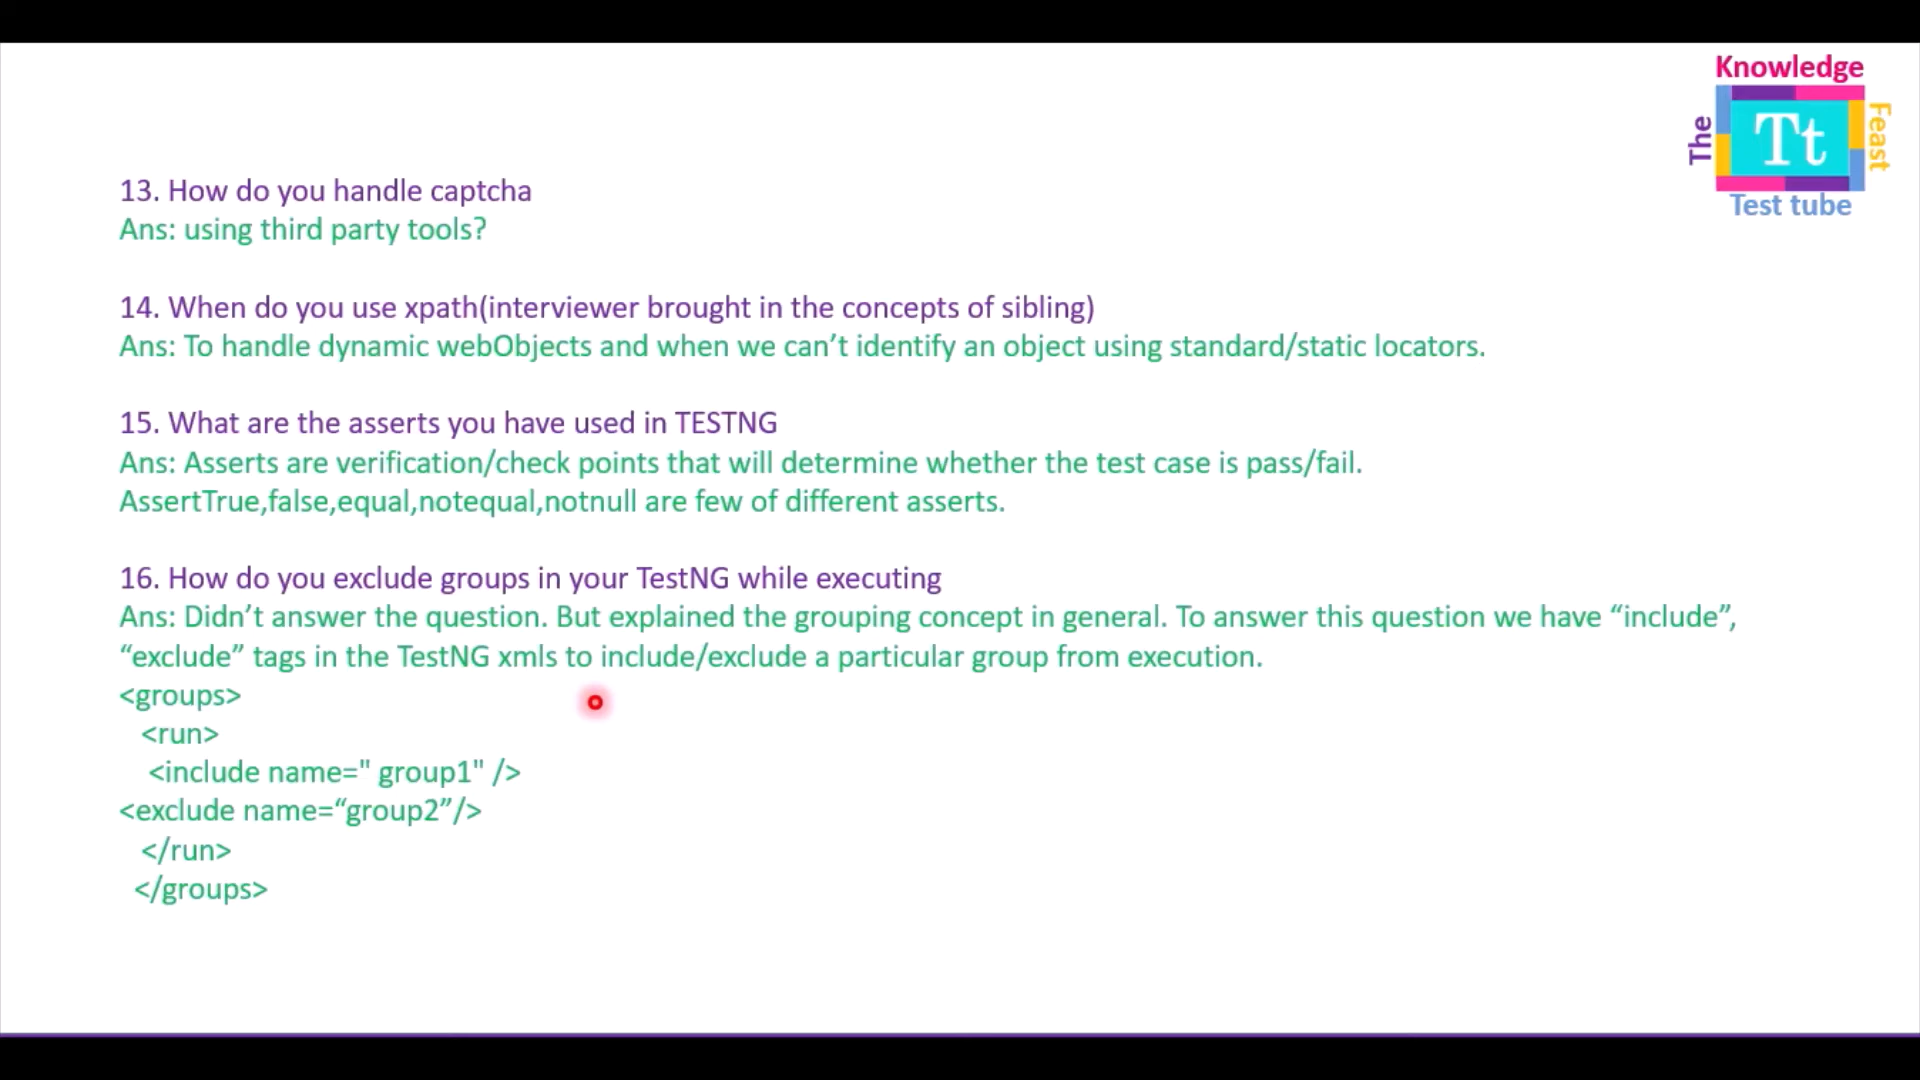 Knowledge
The
Tt
Feast
Test tube
13. How do you handle captcha
Ans: using third party tools?
14. When do you use xpath(interviewer brought in the concepts of sibling)
Ans: To handle dynamic webObjects and when we can’t identify an object using standard/static locators.
15. What are the asserts you have used in TESTNG
Ans: Asserts are verification/check points that will determine whether the test case is pass/fail.
AssertTrue,false,equal,notequal,notnull are few of different asserts.
16. How do you exclude groups in your TestNG while executing
Ans: Didn’t answer the question. But explained the grouping concept in general. To answer this question we have “include”,
“exclude” tags in the TestNG xmls to include/exclude a particular group from execution.
<groups>
<run>
<include name=" group1" />
<exclude name=“group2”/>
</run>
</groups>